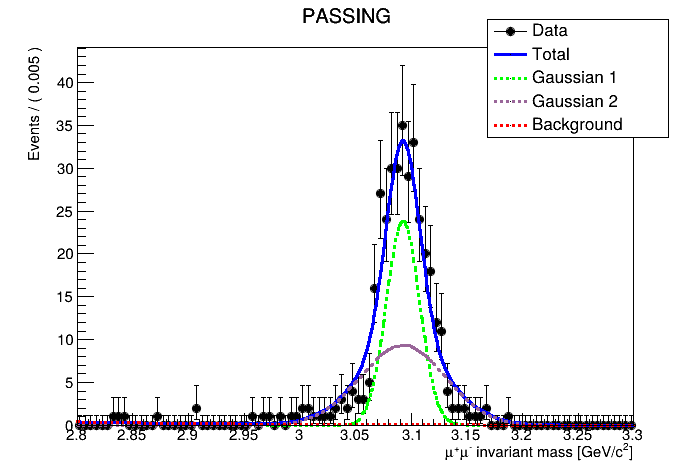 PASSING
Data
Total
Gaussian 1
Gaussian 2
Background
Events / ( 0.005 )
40
35
30
25
20
15
10
5
0
2.8 2.85 2.9 2.95 3 3.05 3.1 3.15 3.2 3.25 3.3
μ⁺μ⁻ invariant mass [GeV/c²]